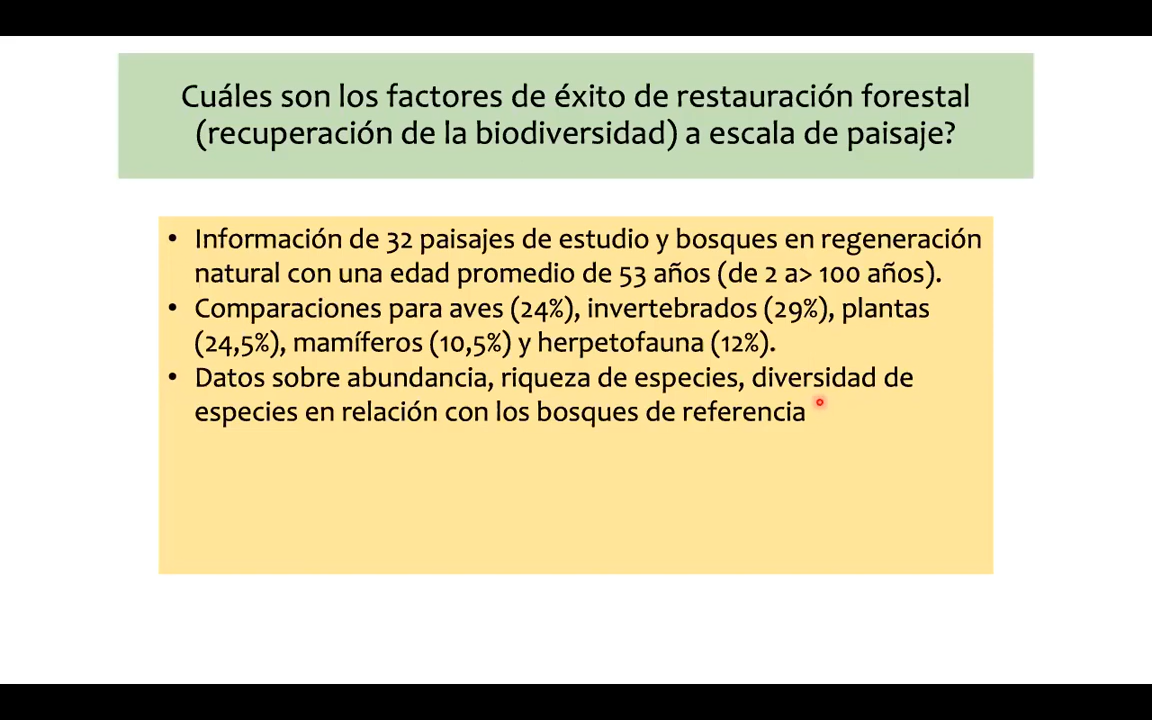 Cuáles son los factores de éxito de restauración forestal
(recuperación de la biodiversidad) a escala de paisaje?
• Información de 32 paisajes de estudio y bosques en regeneración
natural con una edad promedio de 53 años (de 2 a> 100 años).
• Comparaciones para aves (24%), invertebrados (29%), plantas
(24,5%), mamíferos (10,5%) y herpetofauna (12%).
• Datos sobre abundancia, riqueza de especies, diversidad de
especies en relación con los bosques de referencia